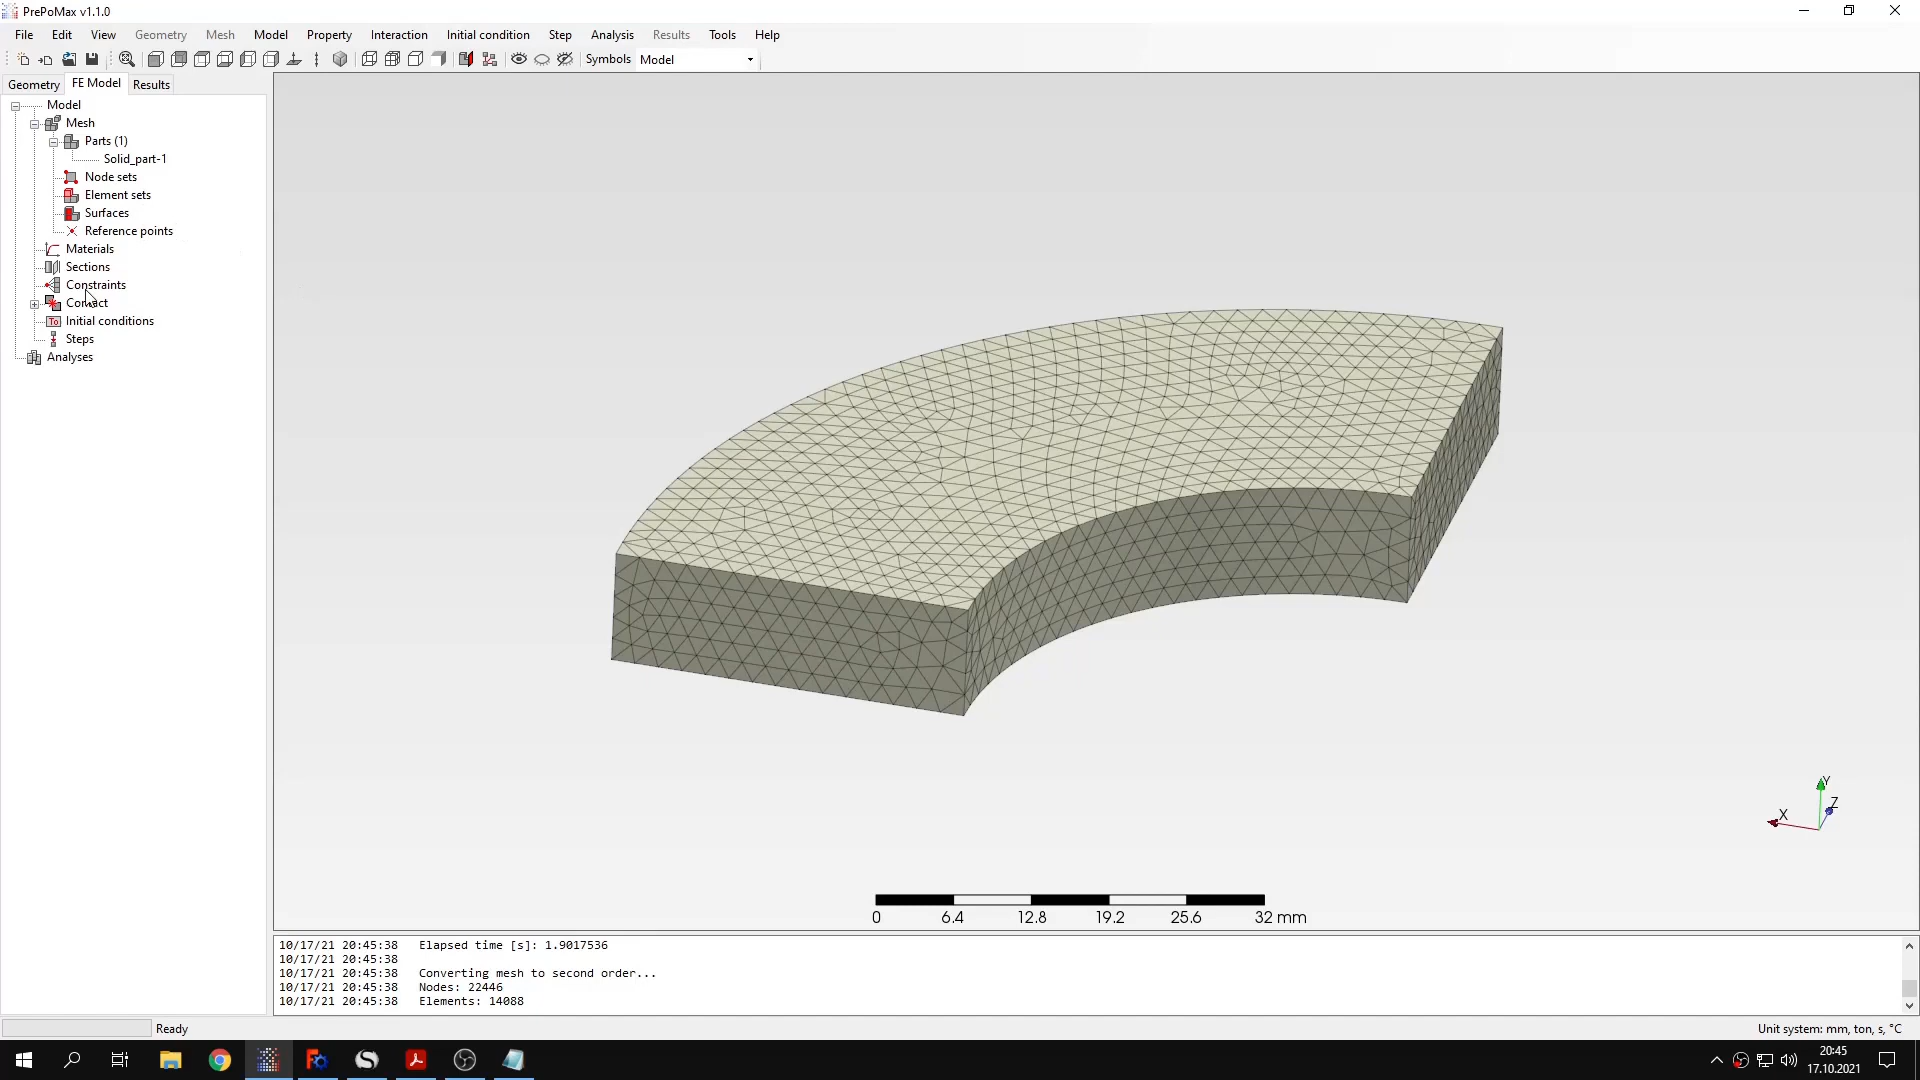 PrePoMax v1.1.0
File Edit View Geometry Mesh Model Property Interaction Initial condition Step Analysis Results Tools Help
Symbols Model
Geometry FE Model Results
Model
Mesh
Parts (1)
Solid_part-1
Node sets
Element sets
Surfaces
Reference points
Materials
Sections
Constraints
Contact
To Initial conditions
Steps
Analyses
Y
Z
X
0 6.4 12.8 19.2 25.6 32 mm
10/17/21 20:45:38 Elapsed time [s]: 1.9017536
10/17/21 20:45:38
10/17/21 20:45:38 Converting mesh to second order...
10/17/21 20:45:38 Nodes: 22446
10/17/21 20:45:38 Elements: 14088
Ready
Unit system: mm, ton, s, °C
20:45
17.10.2021